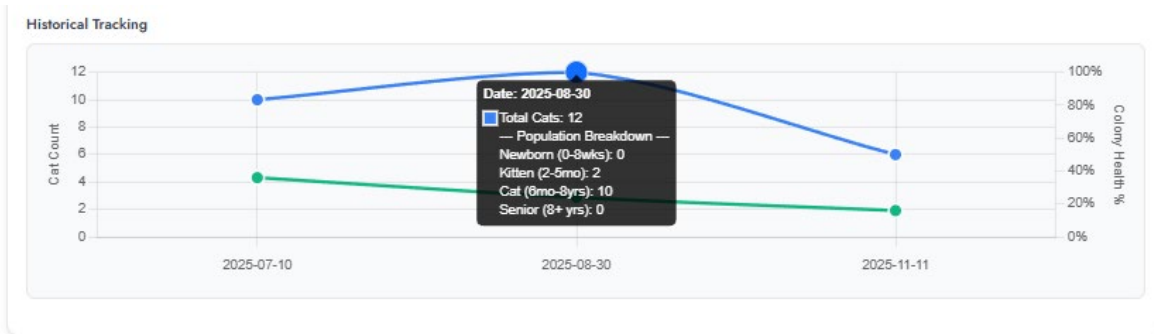 Historical Tracking
12
10
8
6
4
2
0
Cat Count
Date: 2025-08-30
Total Cats: 12
--- Population Breakdown ---
Newborn (0-8wks): 0
Kitten (2-5mo): 2
Cat (6mo-8yrs): 10
Senior (8+ yrs): 0
100%
80%
60%
40%
20%
0%
Colony Health %
2025-07-10
2025-08-30
2025-11-11